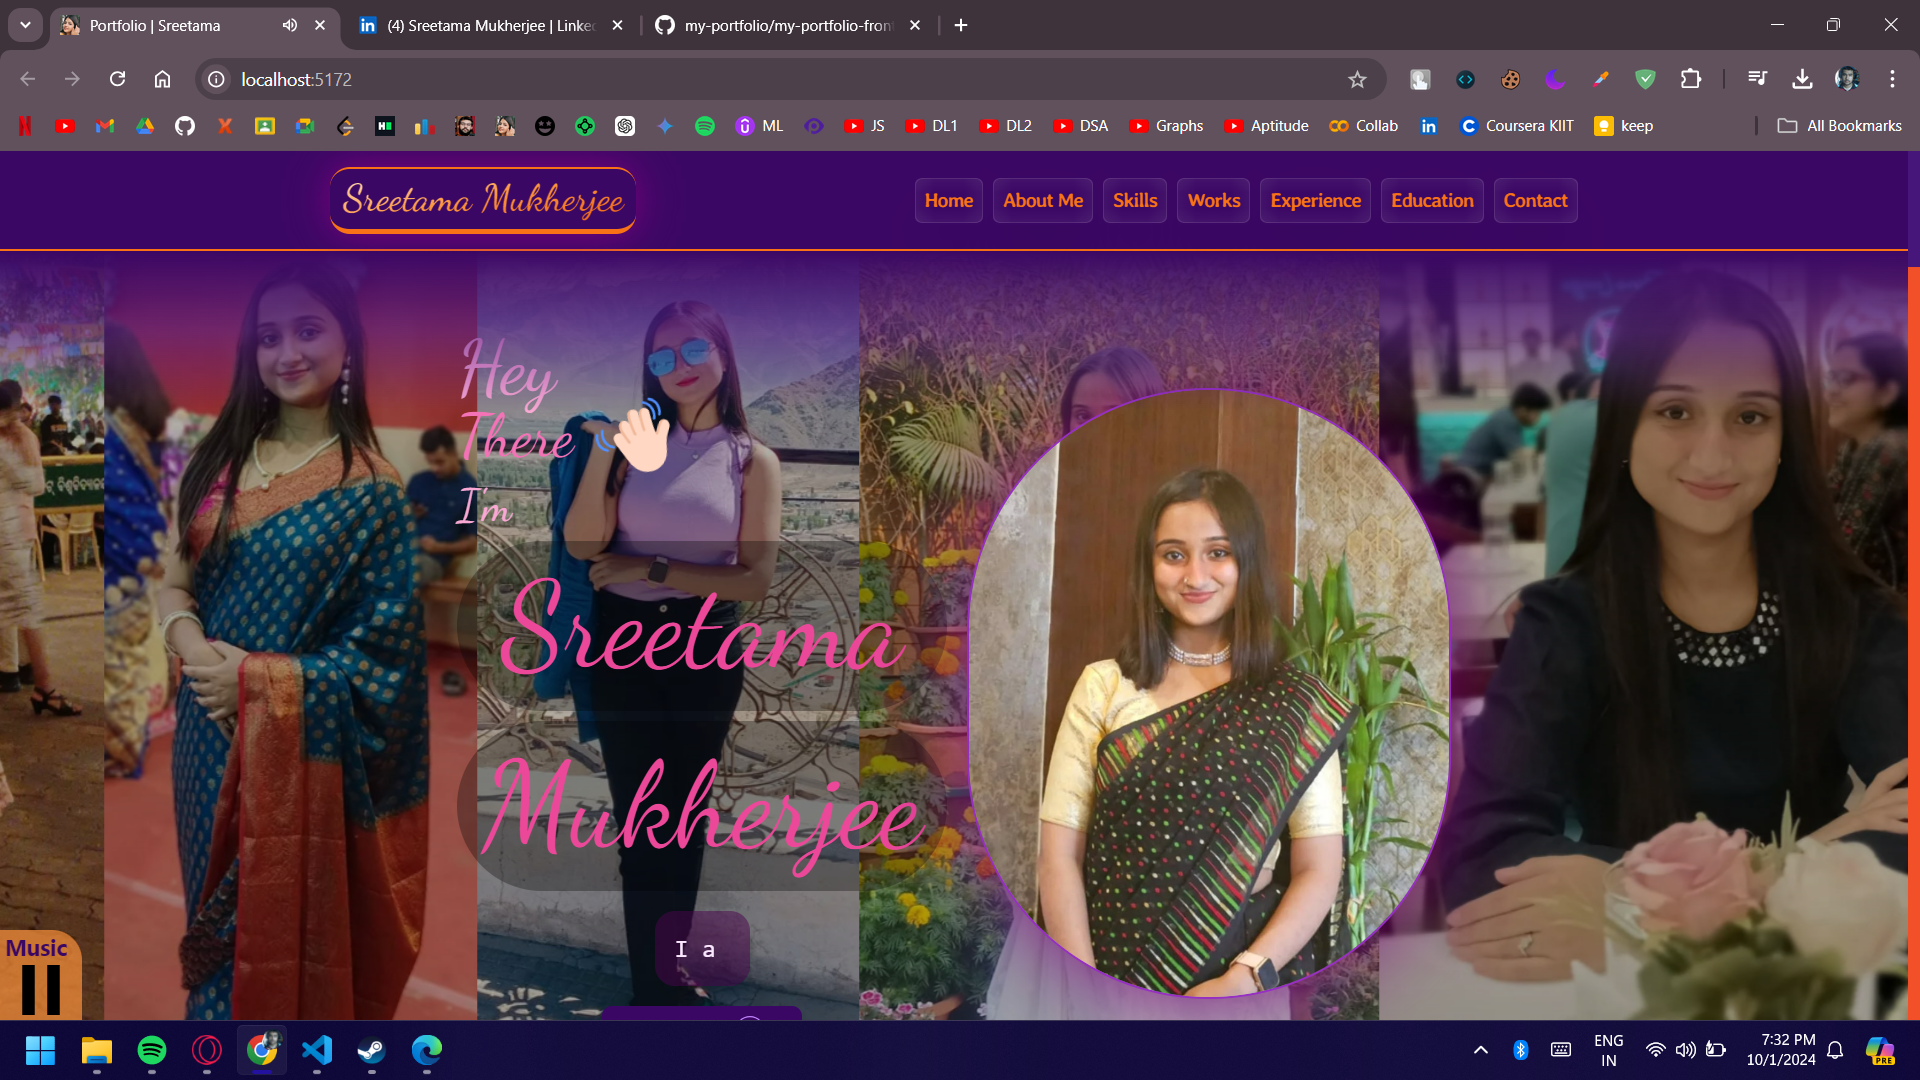 Portfolio | Sreetama
(4) Sreetama Mukherjee | Linke
my-portfolio/my-portfolio-fron
localhost:5172
ML
JS
DL1
DL2
DSA
Graphs
Aptitude
Collab
Coursera KIIT
keep
All Bookmarks
Sreetama Mukherjee
Home
About Me
Skills
Works
Experience
Education
Contact
Hey
There
I'm
Sreetama
Mukherjee
I a
Music
ENG
IN
7:32 PM
10/1/2024
PRE